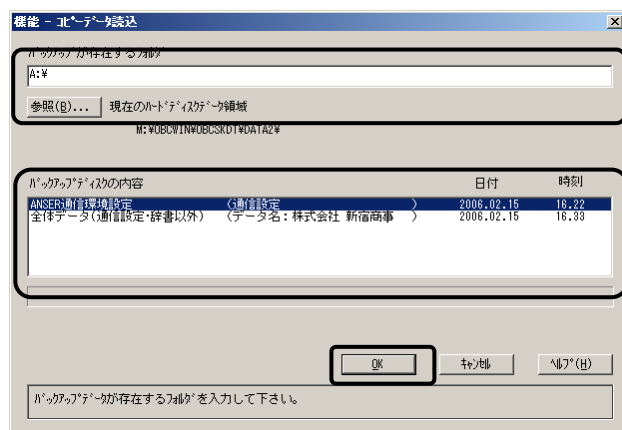 機能 - ｺﾋﾟｰﾃﾞｰﾀ読込
ﾊﾞｯｸｱｯﾌﾟが存在するﾌｫﾙﾀﾞ
A:¥
参照(B)...
現在のﾊｰﾄﾞﾃﾞｨｽｸﾃﾞｰﾀ領域
M:¥OBCWIN¥OBCSKDT¥DATA2¥
ﾊﾞｯｸｱｯﾌﾟﾃﾞｨｽｸの内容 日付 時刻
ANSER通信環境設定 (通信設定 ) 2006.02.15 16.22
全体データ(通信設定･辞書以外) (データ名：株式会社 新宿商事 ) 2006.02.15 16.33
OK ｷｬﾝｾﾙ ﾍﾙﾌﾟ(H)
ﾊﾞｯｸｱｯﾌﾟﾃﾞｰﾀが存在するﾌｫﾙﾀﾞを入力して下さい。